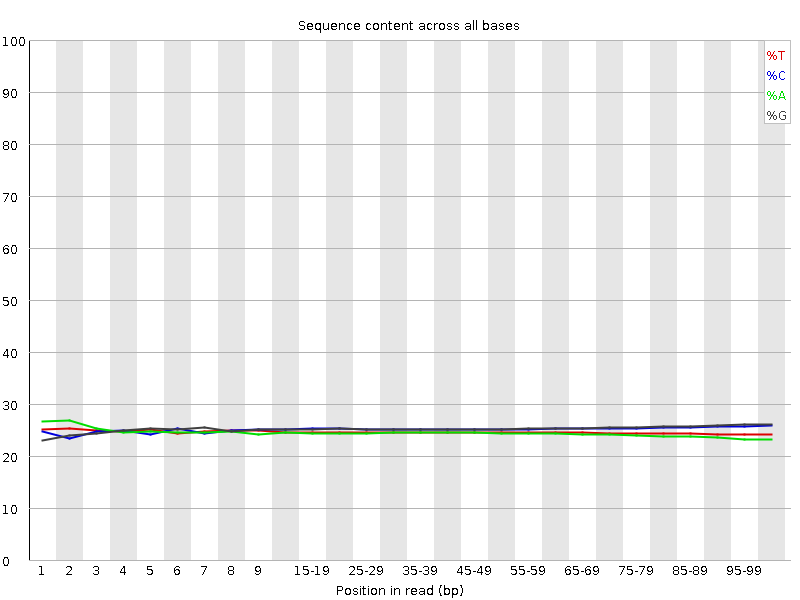 Sequence content across all bases
100
90
80
70
60
50
40
30
20
10
0
%T
%C
%A
%G
1 2 3 4 5 6 7 8 9 15-19 25-29 35-39 45-49 55-59 65-69 75-79 85-89 95-99
Position in read (bp)